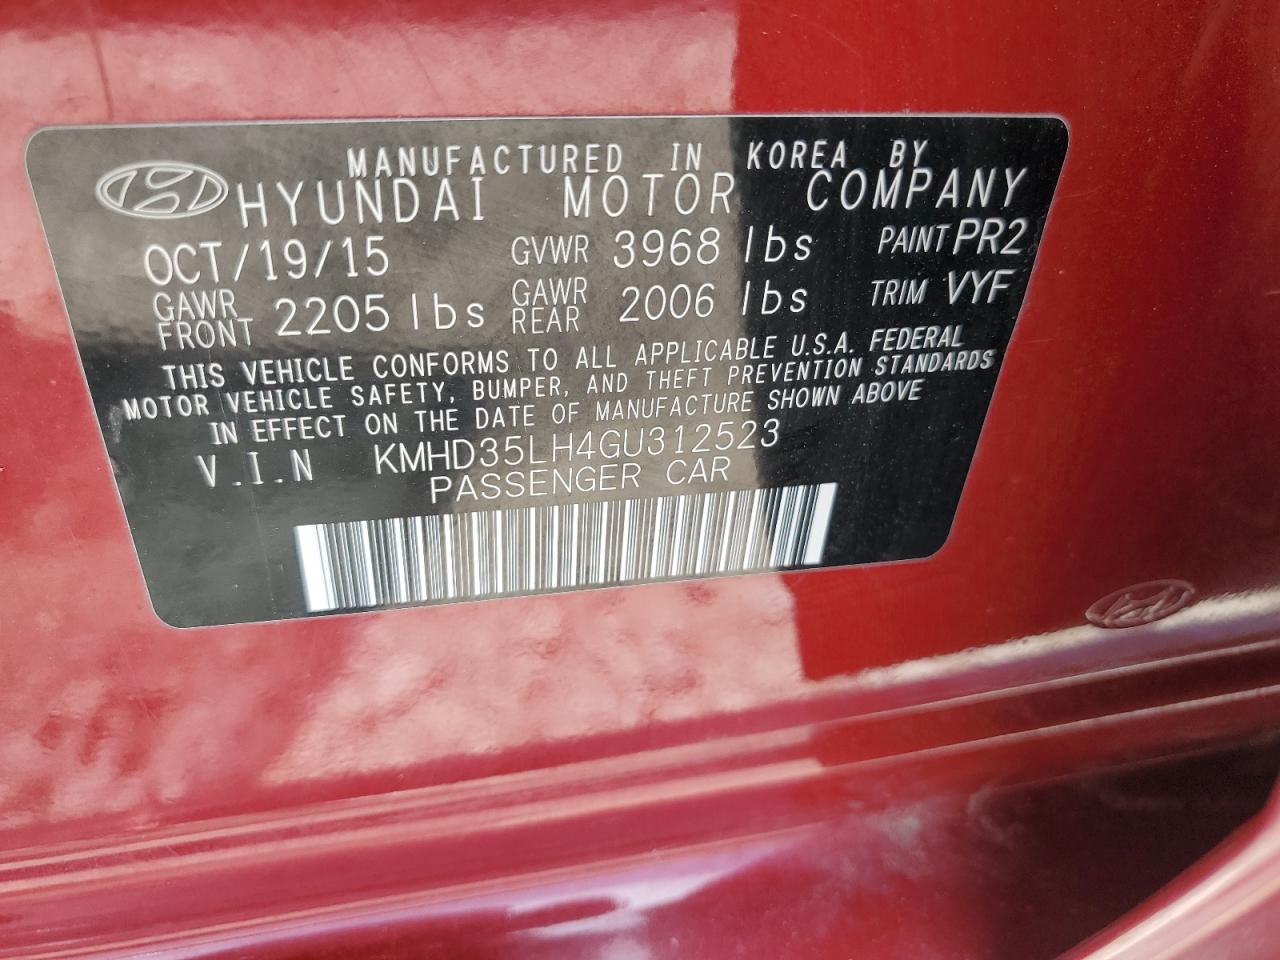 MANUFACTURED IN KOREA BY
HYUNDAI MOTOR COMPANY
OCT/19/15 GVWR 3968 lbs PAINT PR2
GAWR FRONT 2205 lbs GAWR REAR 2006 lbs TRIM VYF
THIS VEHICLE CONFORMS TO ALL APPLICABLE U.S.A. FEDERAL
MOTOR VEHICLE SAFETY, BUMPER, AND THEFT PREVENTION STANDARDS
IN EFFECT ON THE DATE OF MANUFACTURE SHOWN ABOVE
V.I.N KMHD35LH4GU312523
PASSENGER CAR